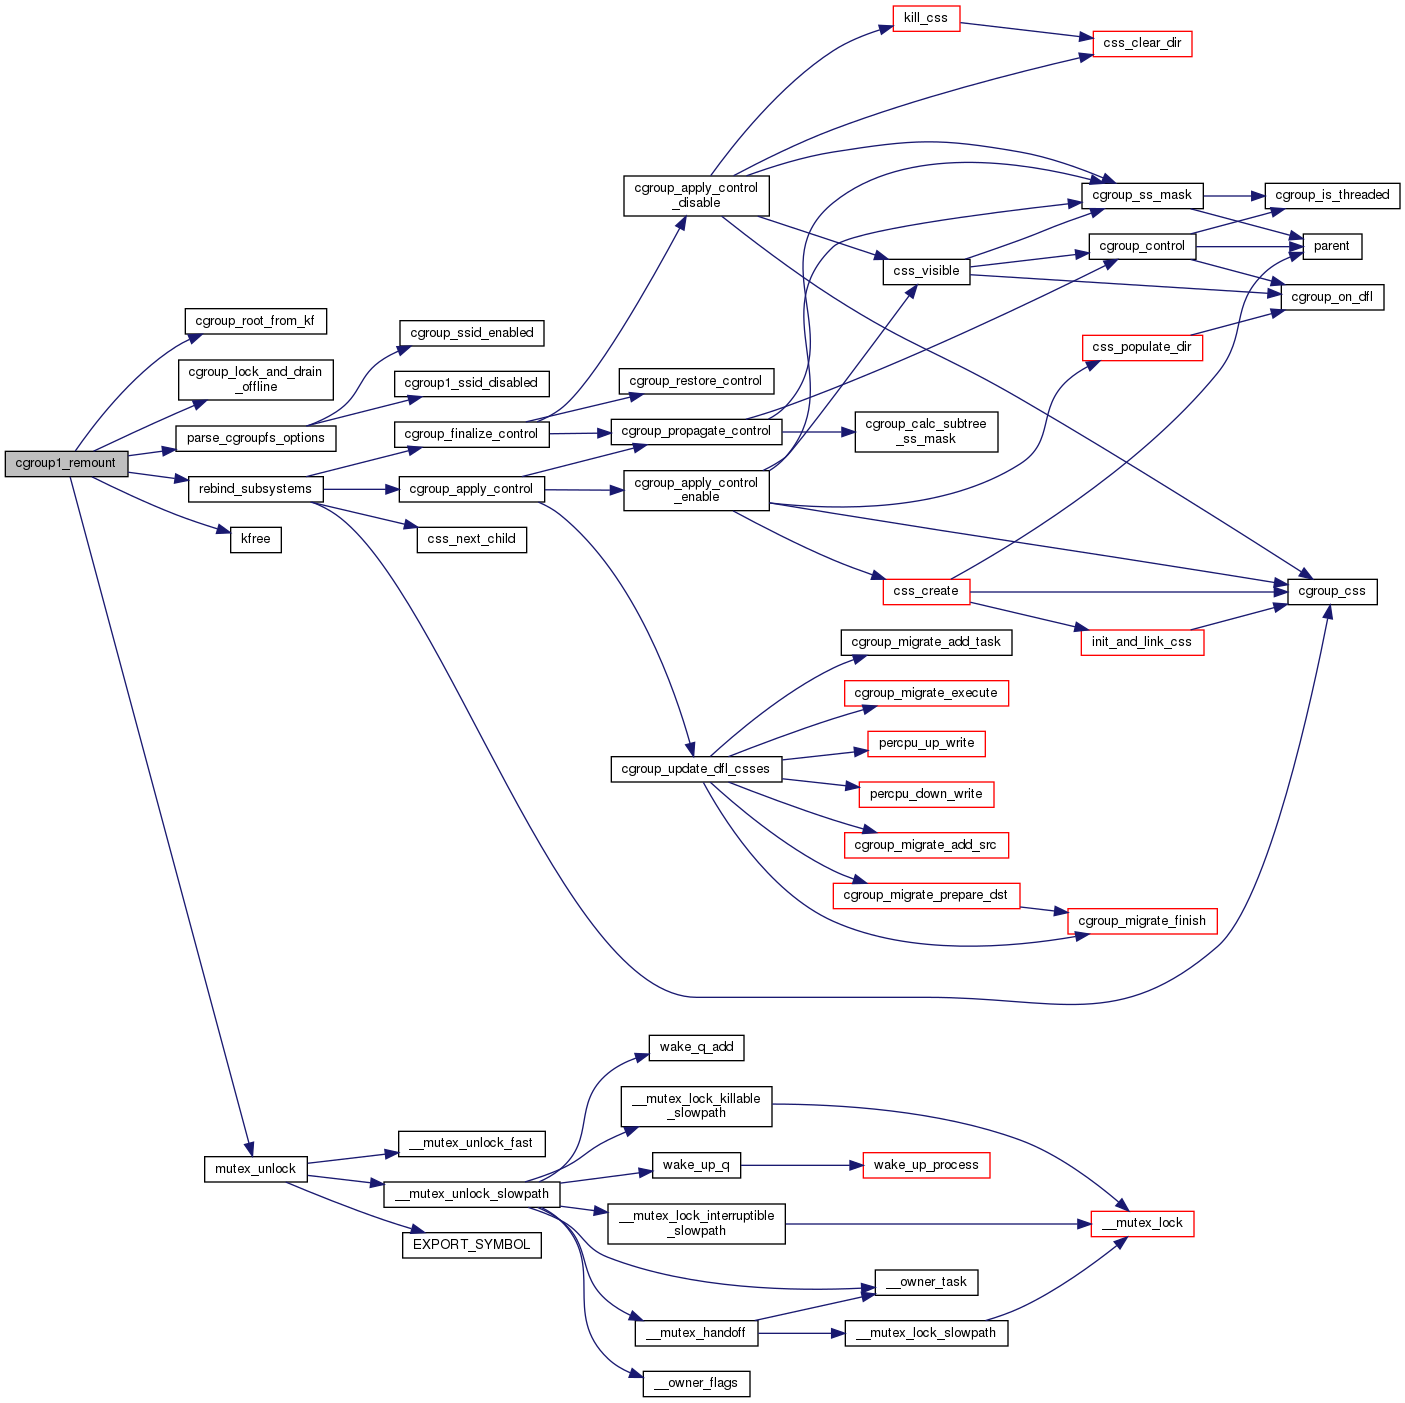 kill_css
css_clear_dir
cgroup_apply_control
_disable
cgroup_ss_mask
cgroup_is_threaded
cgroup_control
parent
css_visible
cgroup_on_dfl
cgroup_root_from_kf
cgroup_ssid_enabled
css_populate_dir
cgroup_lock_and_drain
_offline
cgroup1_ssid_disabled
cgroup_restore_control
parse_cgroupfs_options
cgroup_finalize_control
cgroup_propagate_control
cgroup_calc_subtree
_ss_mask
cgroup1_remount
rebind_subsystems
cgroup_apply_control
cgroup_apply_control
_enable
kfree
css_next_child
css_create
cgroup_css
cgroup_migrate_add_task
init_and_link_css
cgroup_migrate_execute
percpu_up_write
cgroup_update_dfl_csses
percpu_down_write
cgroup_migrate_add_src
cgroup_migrate_prepare_dst
cgroup_migrate_finish
wake_q_add
__mutex_lock_killable
_slowpath
mutex_unlock
__mutex_unlock_fast
wake_up_q
wake_up_process
__mutex_unlock_slowpath
__mutex_lock_interruptible
_slowpath
__mutex_lock
EXPORT_SYMBOL
__owner_task
__mutex_handoff
__mutex_lock_slowpath
__owner_flags